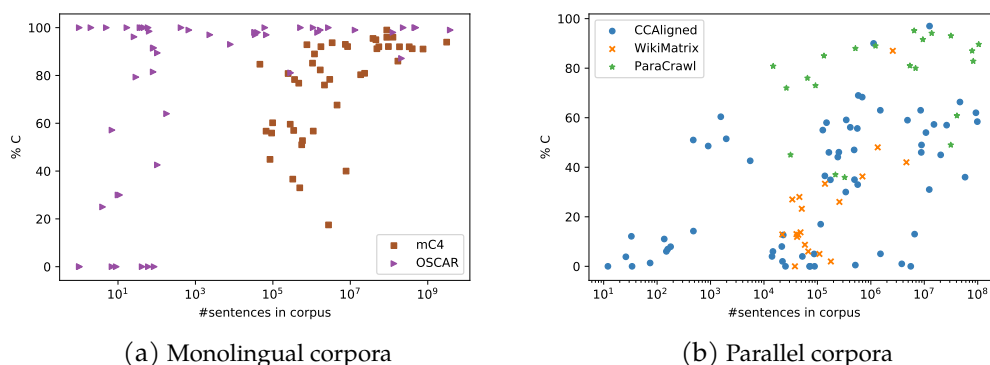 100
80
60
40
20
0
% C
mC4
OSCAR
10¹ 10³ 10⁵ 10⁷ 10⁹
#sentences in corpus
(a) Monolingual corpora
100
80
60
40
20
0
% C
CCAligned
WikiMatrix
ParaCrawl
10¹ 10² 10³ 10⁴ 10⁵ 10⁶ 10⁷ 10⁸
#sentences in corpus
(b) Parallel corpora